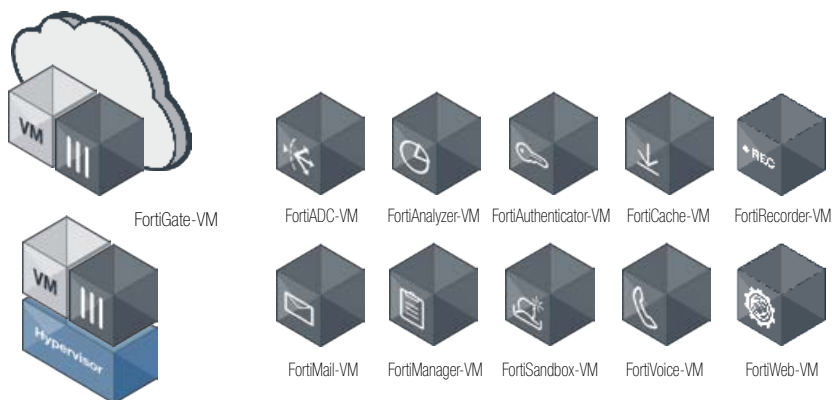 VM
FortiGate-VM
VM
Hypervisor
REC
FortiADC-VM FortiAnalyzer-VM FortiAuthenticator-VM FortiCache-VM FortiRecorder-VM
FortiMail-VM FortiManager-VM FortiSandbox-VM FortiVoice-VM FortiWeb-VM